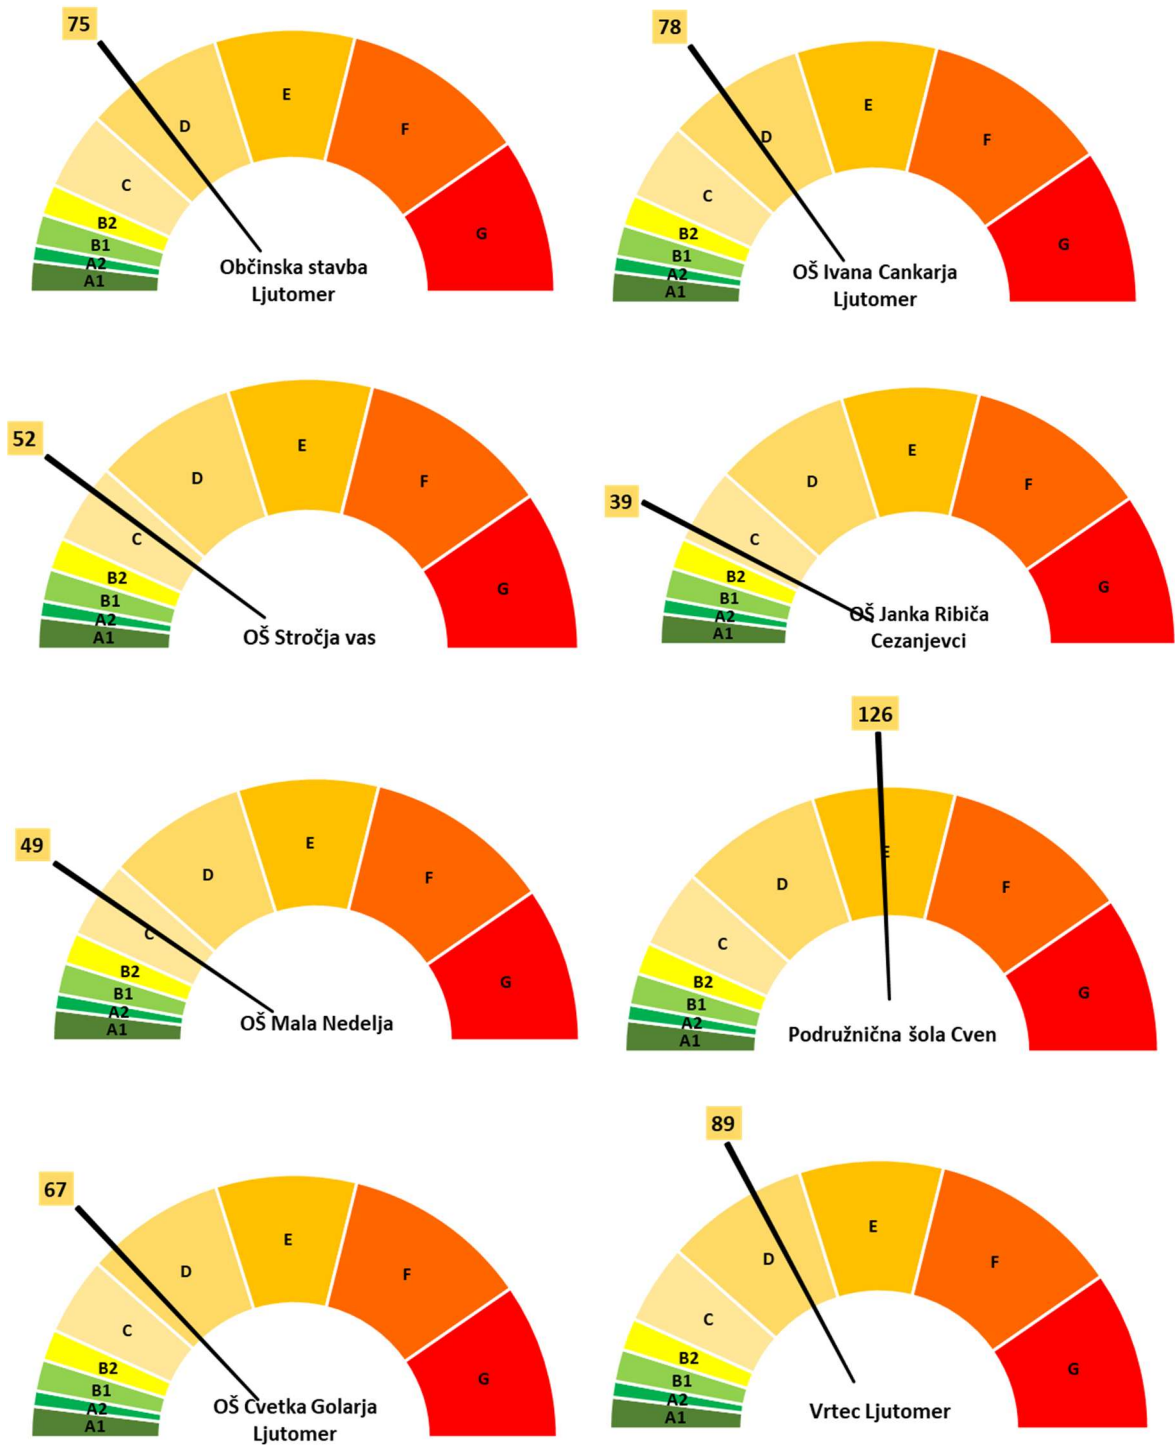 75
A1
A2
B1
B2
C
D
E
F
G
Občinska stavba
Ljutomer
78
A1
A2
B1
B2
C
D
E
F
G
OŠ Ivana Cankarja
Ljutomer
52
A1
A2
B1
B2
C
D
E
F
G
OŠ Stročja vas
39
A1
A2
B1
B2
C
D
E
F
G
OŠ Janka Ribiča
Cezanjevci
49
A1
A2
B1
B2
C
D
E
F
G
OŠ Mala Nedelja
126
A1
A2
B1
B2
C
D
E
F
G
Podružnična šola Cven
67
A1
A2
B1
B2
C
D
E
F
G
OŠ Cvetka Golarja
Ljutomer
89
A1
A2
B1
B2
C
D
E
F
G
Vrtec Ljutomer